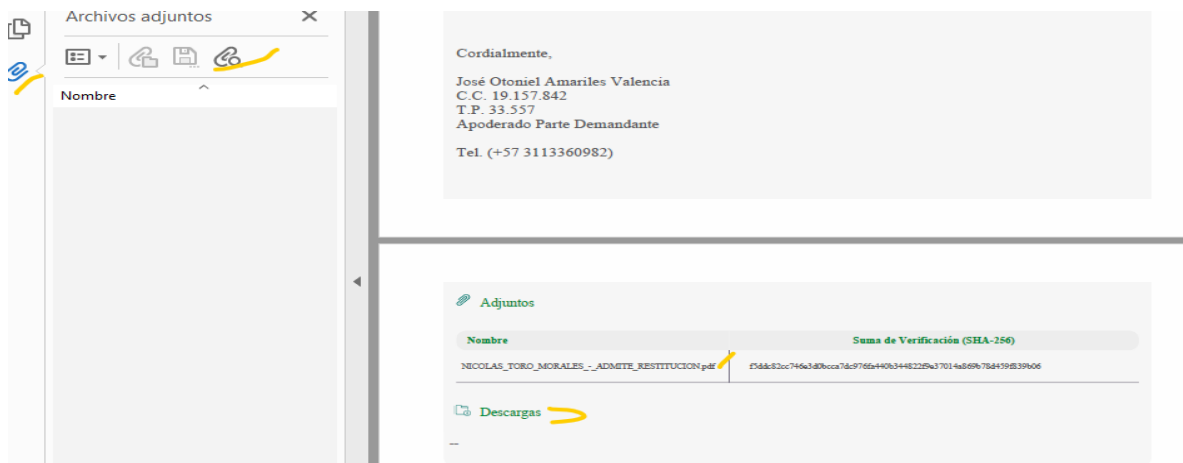 Archivos adjuntos
Nombre
Cordialmente,
José Otoniel Amariles Valencia
C.C. 19.157.842
T.P. 33.557
Apoderado Parte Demandante
Tel. (+57 3113360982)
Adjuntos
Nombre Suma de Verificación (SHA-256)
NICOLAS_TORO_MORALES_-_ADMITE_RESTITUCION.pdf
Descargas
--